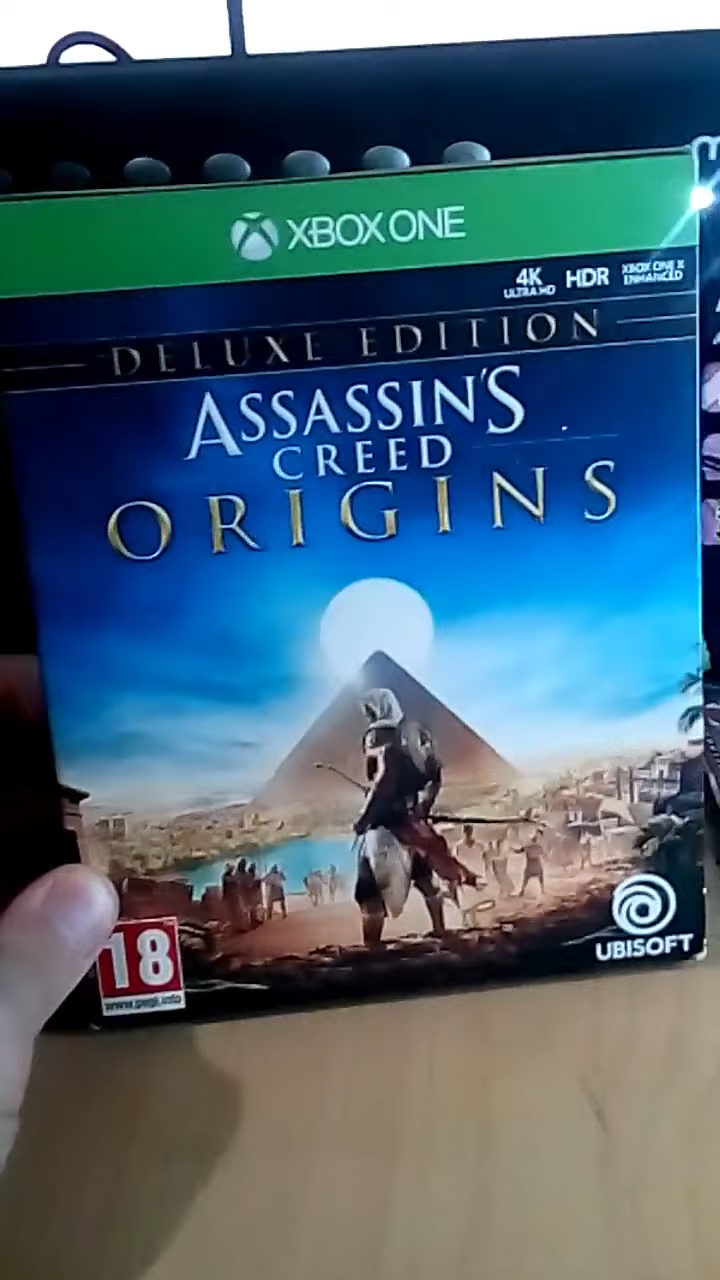 XBOX ONE
4K
ULTRA HD
HDR
XBOX ONE X
ENHANCED
DELUXE EDITION
ASSASSIN'S
CREED
ORIGINS
18
www.pegi.info
UBISOFT